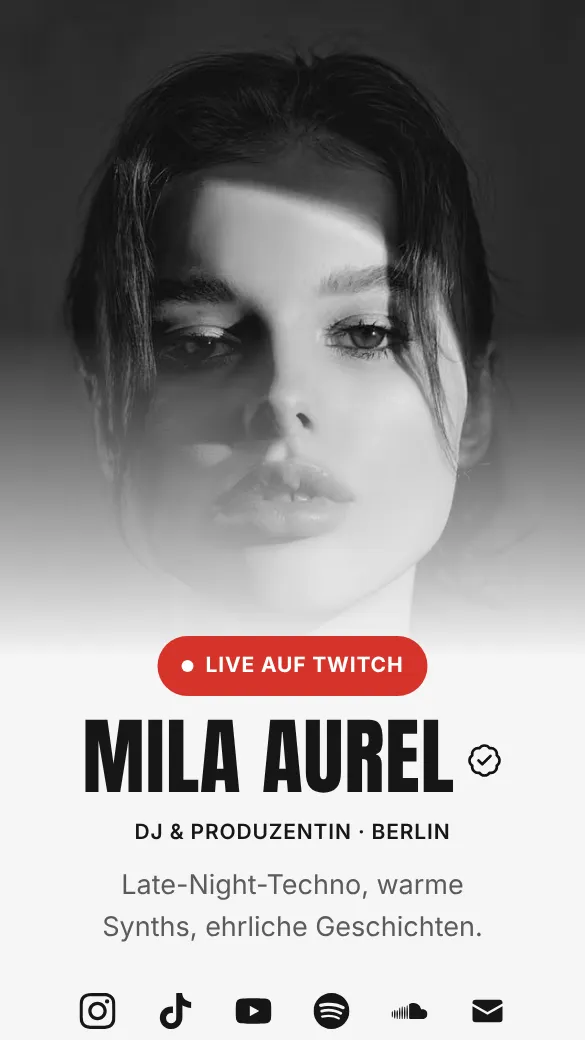 LIVE AUF TWITCH
MILA AUREL
DJ & PRODUZENTIN · BERLIN
Late-Night-Techno, warme
Synths, ehrliche Geschichten.